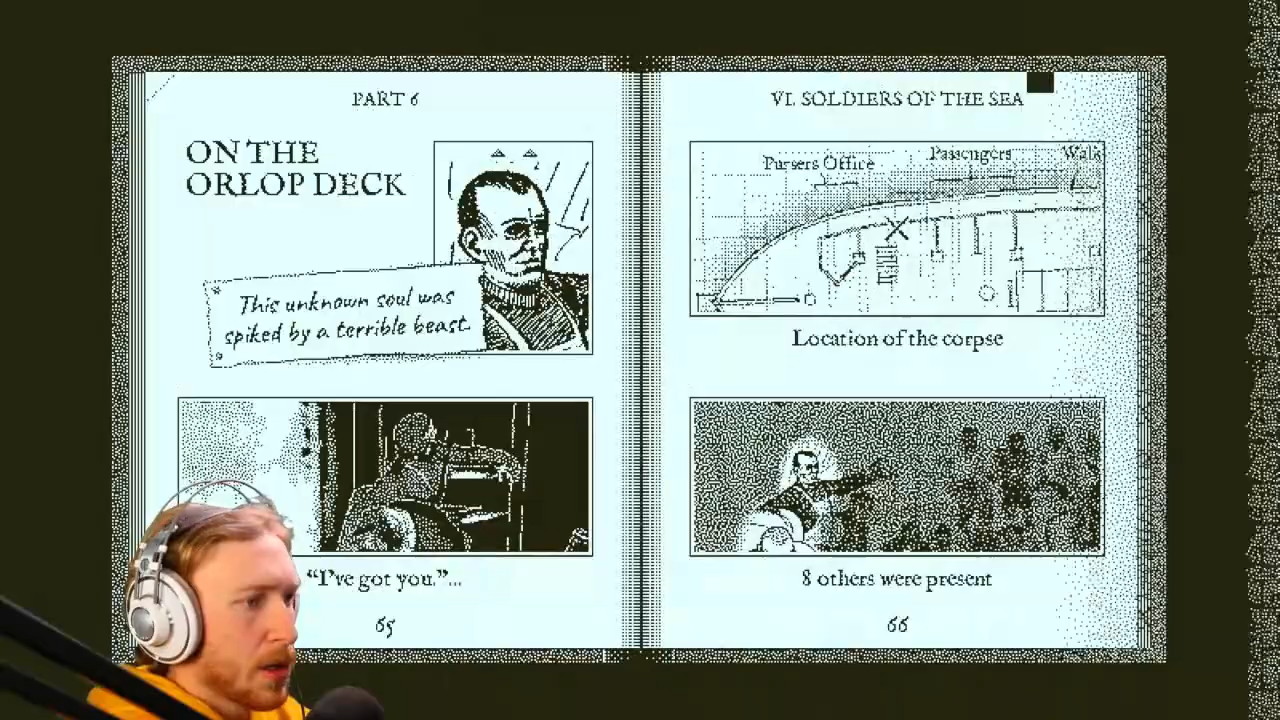 PART 6
ON THE
ORLOP DECK
This unknown soul was
spiked by a terrible beast.
"I've got you."...
65
VI. SOLDIERS OF THE SEA
Pursers Office
Passengers
Walk
Location of the corpse
8 others were present
66